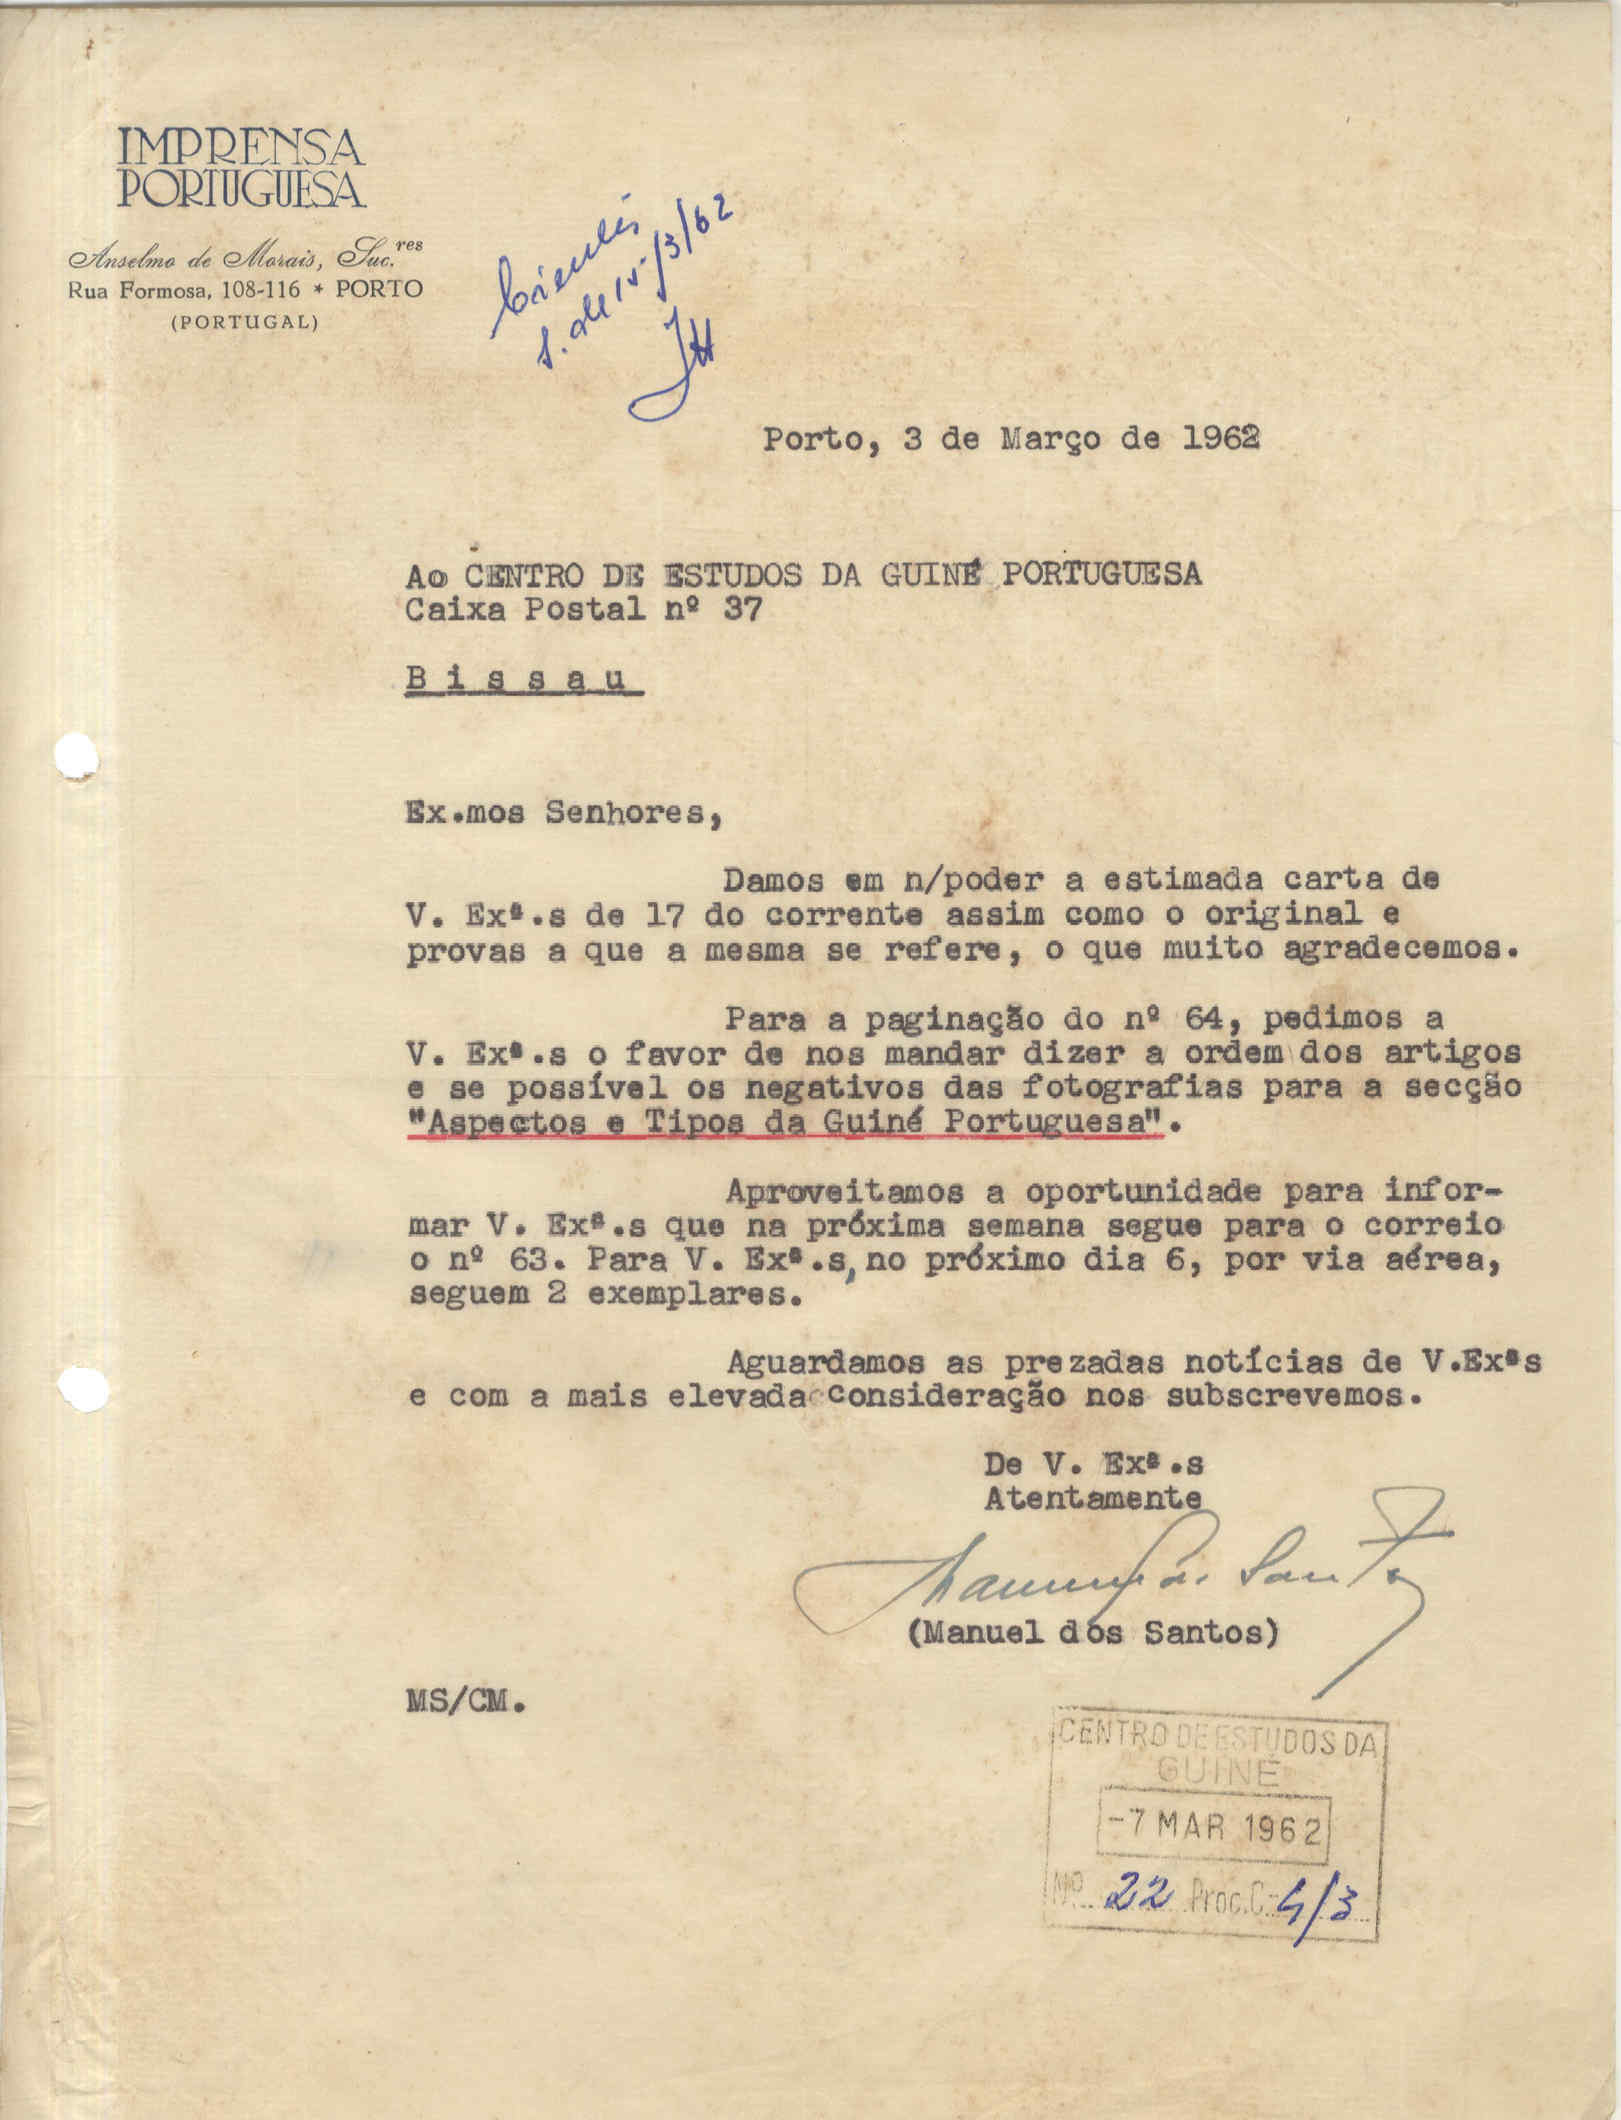 IMPRENSA
PORTUGUESA
Anselmo de Morais, Suc.res
Rua Formosa, 108-116 * PORTO
(PORTUGAL)
/3/62
Porto, 3 de Março de 1962
Ao CENTRO DE ESTUDOS DA GUINÉ PORTUGUESA
Caixa Postal nº 37
B i s s a u
Ex.mos Senhores,
Damos em n/poder a estimada carta de
V. Exª.s de 17 do corrente assim como o original e
provas a que a mesma se refere, o que muito agradecemos.
Para a paginação do nº 64, pedimos a
V. Exª.s o favor de nos mandar dizer a ordem dos artigos
e se possível os negativos das fotografias para a secção
"Aspectos e Tipos da Guiné Portuguesa".
Aproveitamos a oportunidade para infor-
mar V. Exª.s que na próxima semana segue para o correio
o nº 63. Para V. Exª.s, no próximo dia 6, por via aérea,
seguem 2 exemplares.
Aguardamos as prezadas notícias de V.Exªs
e com a mais elevada consideração nos subscrevemos.
De V. Exª.s
Atentamente
Manuel dos Santos
(Manuel dos Santos)
MS/CM.
CENTRO DE ESTUDOS DA
GUINÉ
-7 MAR 1962
Nº 22 Proc. C-4/3